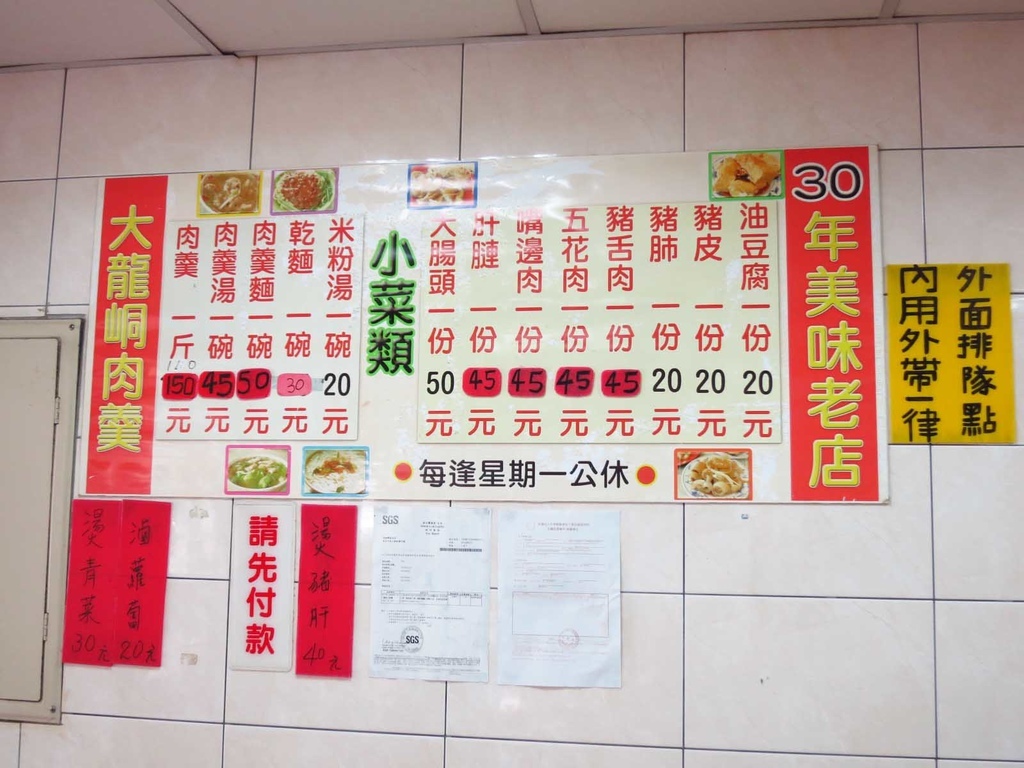 30年美味老店
油豆腐一份20元
豬皮一份20元
豬肺一份20元
豬舌肉一份45元
五花肉一份45元
嘴邊肉一份45元
肝連一份45元
大腸頭一份50元
小菜類
米粉湯一碗20元
乾麵一碗30元
肉羹麵一碗50元
肉羹湯一碗45元
肉羹一斤150元
大龍峒肉羹
每逢星期一公休
外面排隊點
內用外帶一律
請先付款
燙豬肝40元
滷蘿蔔20元
燙青菜30元
SGS
SGS